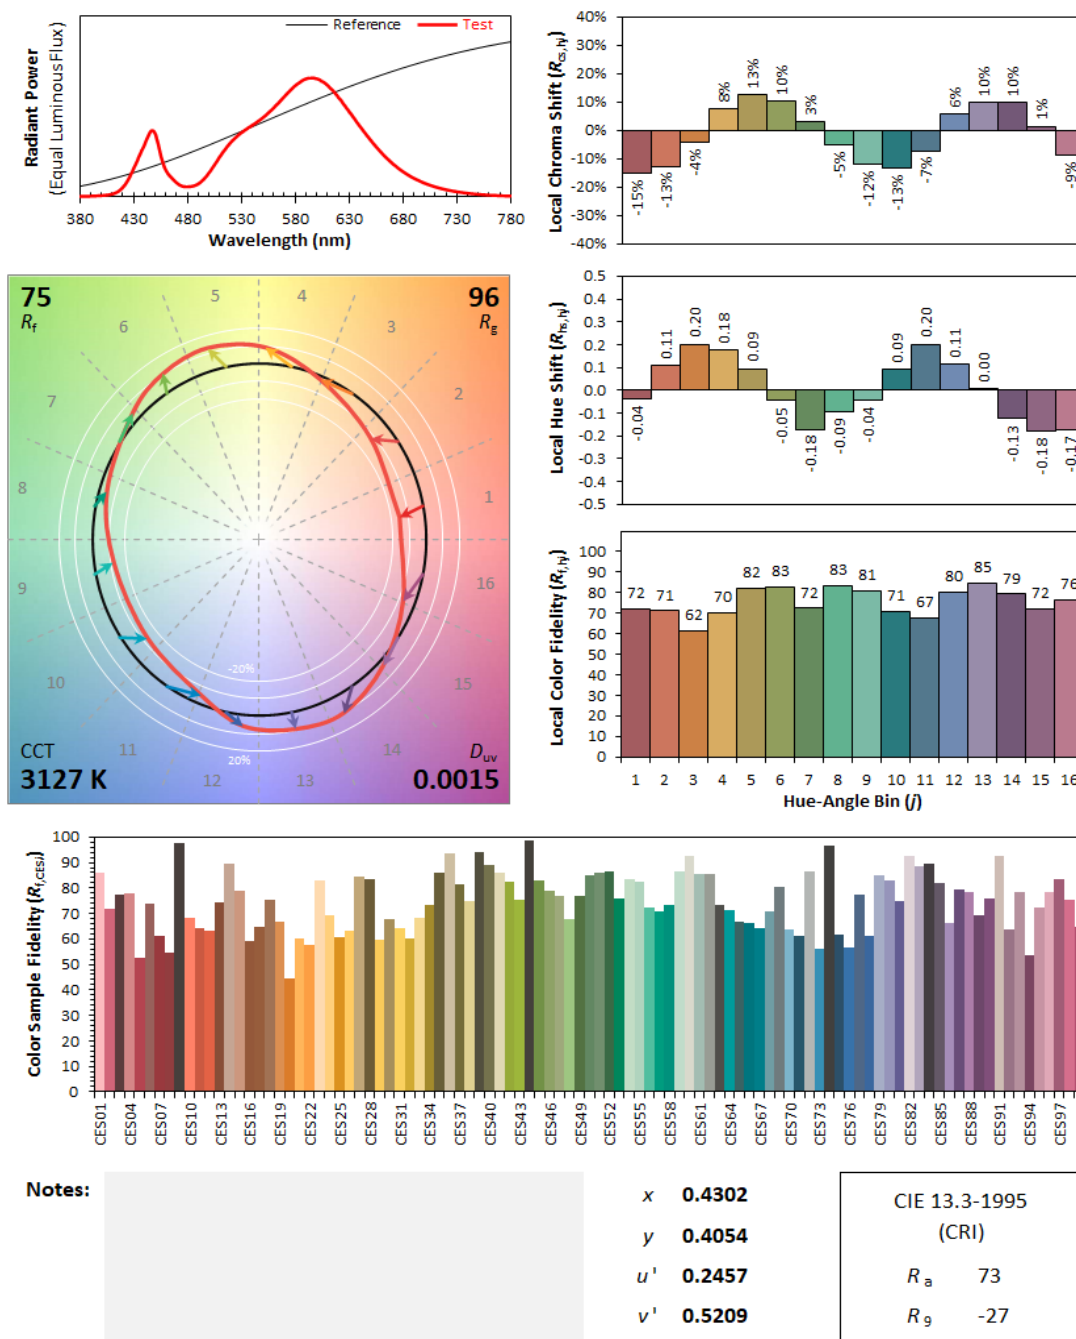 Radiant Power
(Equal Luminous Flux)
Reference
Test
380 430 480 530 580 630 680 730 780
Wavelength (nm)
Local Chroma Shift (Rcs,hj)
40%
30%
20%
10%
0%
-10%
-20%
-30%
-40%
-15% -13% -4% 8% 13% 10% 3% -5% -12% -13% -7% 6% 10% 10% 1% -9%
75
Rf
96
Rg
1
2
3
4
5
6
7
8
9
10
11
12
13
14
15
16
-20%
20%
CCT
3127 K
Duv
0.0015
Local Hue Shift (Rhs,hj)
0.5
0.4
0.3
0.2
0.1
0.0
-0.1
-0.2
-0.3
-0.4
-0.5
-0.04 0.11 0.20 0.18 0.09 -0.05 -0.18 -0.09 -0.04 0.09 0.20 0.11 0.00 -0.13 -0.18 -0.17
Local Color Fidelity (Rf,hj)
100
90
80
70
60
50
40
30
20
10
0
72 71 62 70 82 83 72 83 81 71 67 80 85 79 72 76
1 2 3 4 5 6 7 8 9 10 11 12 13 14 15 16
Hue-Angle Bin (j)
Color Sample Fidelity (Rf,CESi)
100
90
80
70
60
50
40
30
20
10
0
CES01 CES04 CES07 CES10 CES13 CES16 CES19 CES22 CES25 CES28 CES31 CES34 CES37 CES40 CES43 CES46 CES49 CES52 CES55 CES58 CES61 CES64 CES67 CES70 CES73 CES76 CES79 CES82 CES85 CES88 CES91 CES94 CES97
Notes:
x 0.4302
y 0.4054
u' 0.2457
v' 0.5209
CIE 13.3-1995
(CRI)
Ra 73
R9 -27